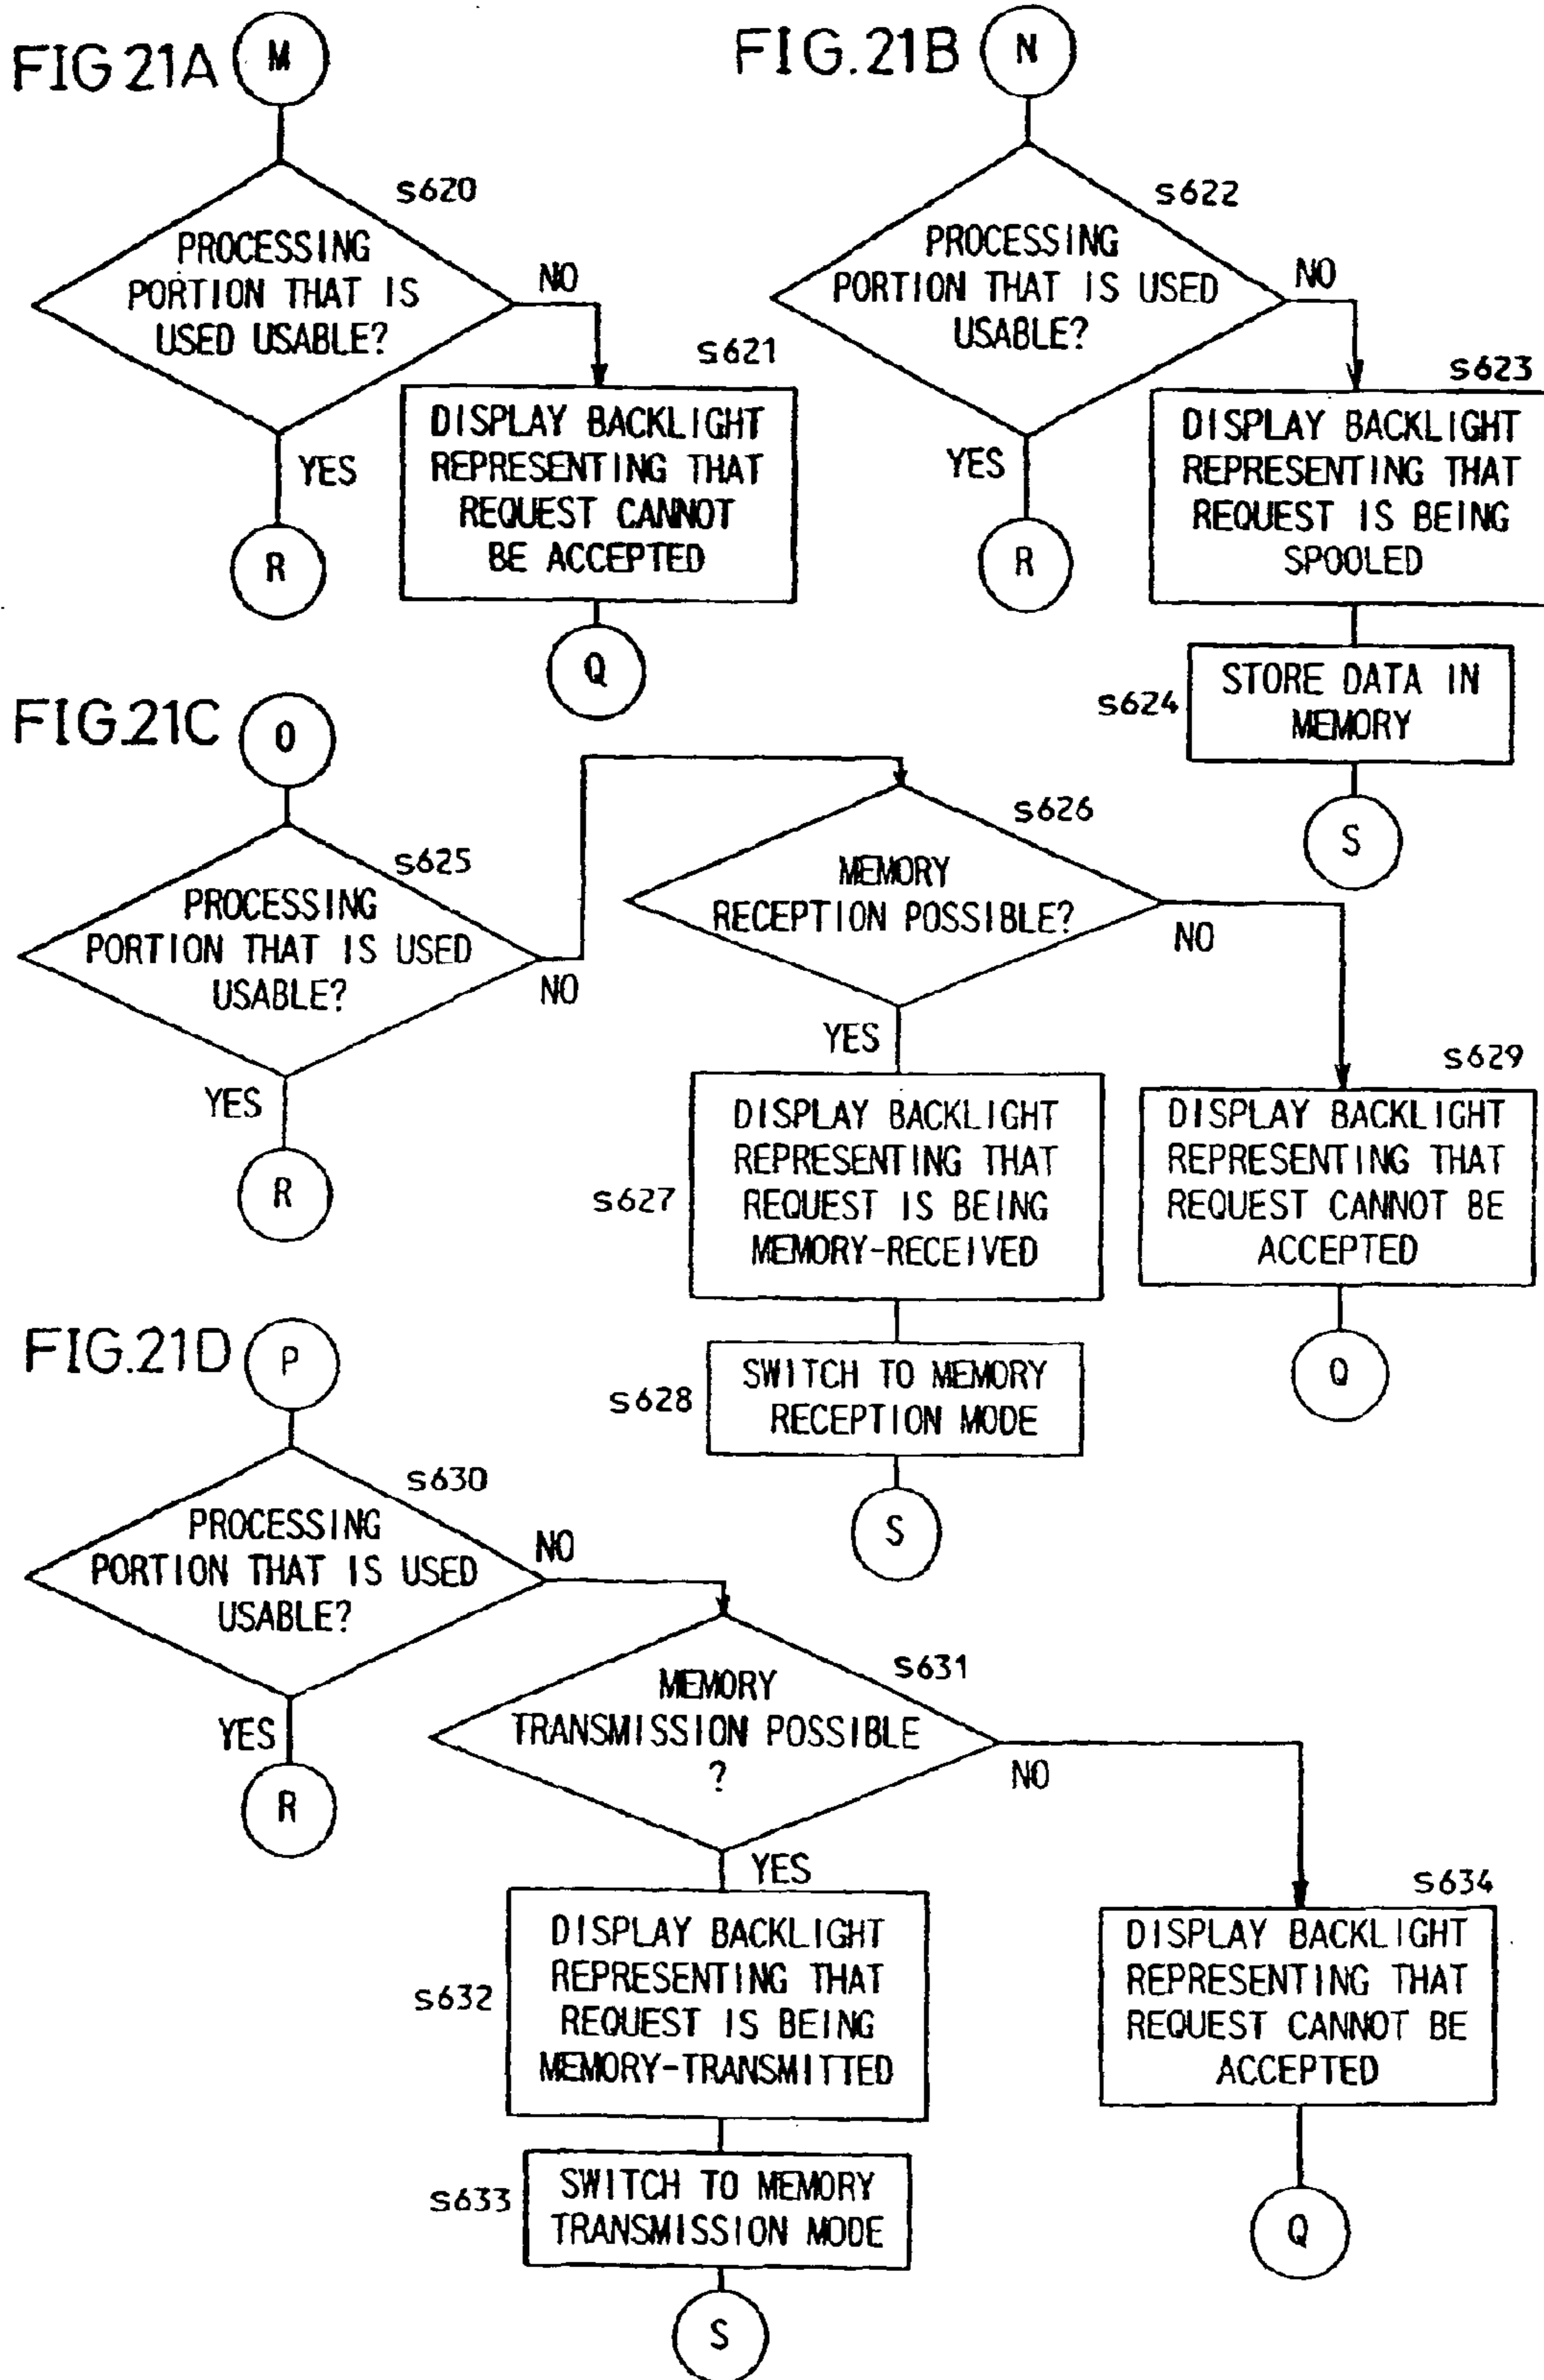 FIG 21A
M
S620
PROCESSING
PORTION THAT IS
USED USABLE?
NO
YES
R
S621
DISPLAY BACKLIGHT
REPRESENTING THAT
REQUEST CANNOT
BE ACCEPTED
Q
FIG.21B
N
S622
PROCESSING
PORTION THAT IS USED
USABLE?
NO
YES
R
S623
DISPLAY BACKLIGHT
REPRESENTING THAT
REQUEST IS BEING
SPOOLED
S624
STORE DATA IN
MEMORY
S
FIG.21C
O
S625
PROCESSING
PORTION THAT IS USED
USABLE?
NO
YES
R
S626
MEMORY
RECEPTION POSSIBLE?
NO
YES
S627
DISPLAY BACKLIGHT
REPRESENTING THAT
REQUEST IS BEING
MEMORY-RECEIVED
S628
SWITCH TO MEMORY
RECEPTION MODE
S
S629
DISPLAY BACKLIGHT
REPRESENTING THAT
REQUEST CANNOT BE
ACCEPTED
Q
FIG.21D
P
S630
PROCESSING
PORTION THAT IS USED
USABLE?
NO
YES
R
S631
MEMORY
TRANSMISSION POSSIBLE
?
NO
YES
S632
DISPLAY BACKLIGHT
REPRESENTING THAT
REQUEST IS BEING
MEMORY-TRANSMITTED
S633
SWITCH TO MEMORY
TRANSMISSION MODE
S
S634
DISPLAY BACKLIGHT
REPRESENTING THAT
REQUEST CANNOT BE
ACCEPTED
Q